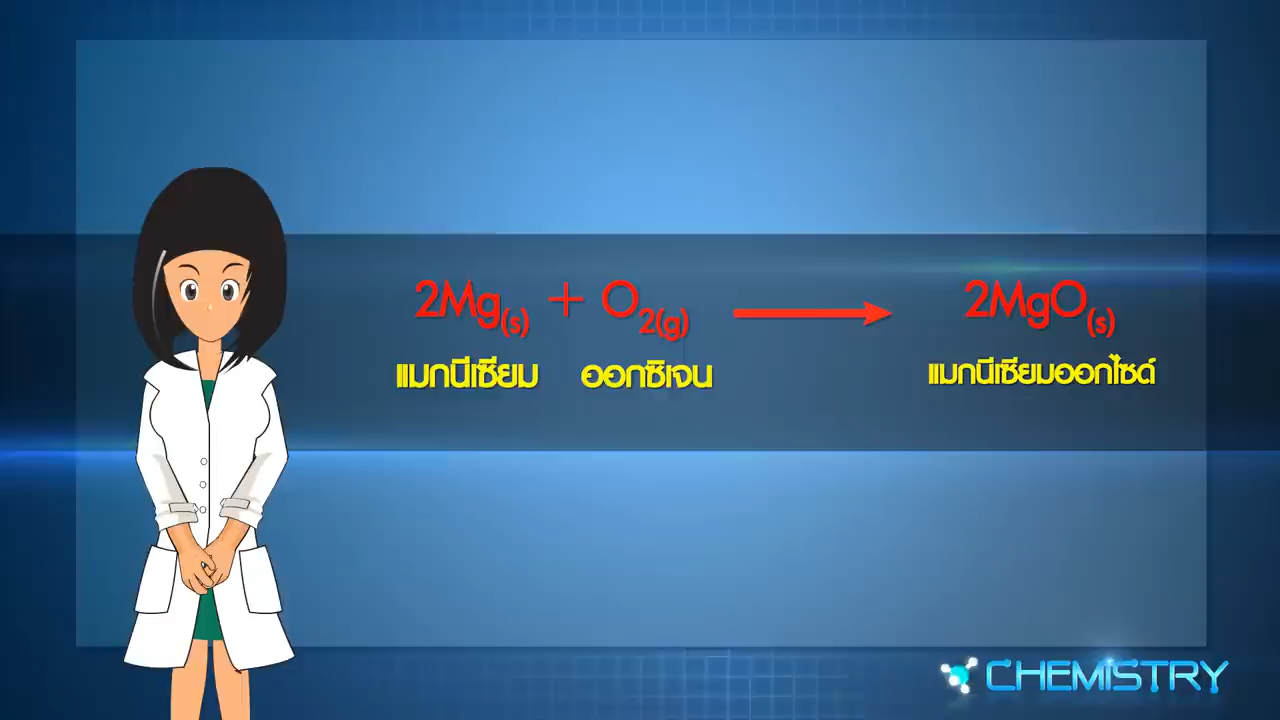 2Mg(s) + O2(g) → 2MgO(s)
แมกนีเซียม ออกซิเจน แมกนีเซียมออกไซด์
CHEMISTRY